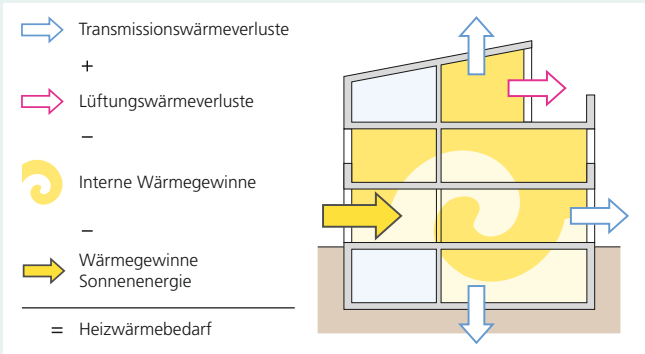 Transmissionswärmeverluste
+
Lüftungswärmeverluste
–
Interne Wärmegewinne
–
Wärmegewinne
Sonnenenergie
= Heizwärmebedarf